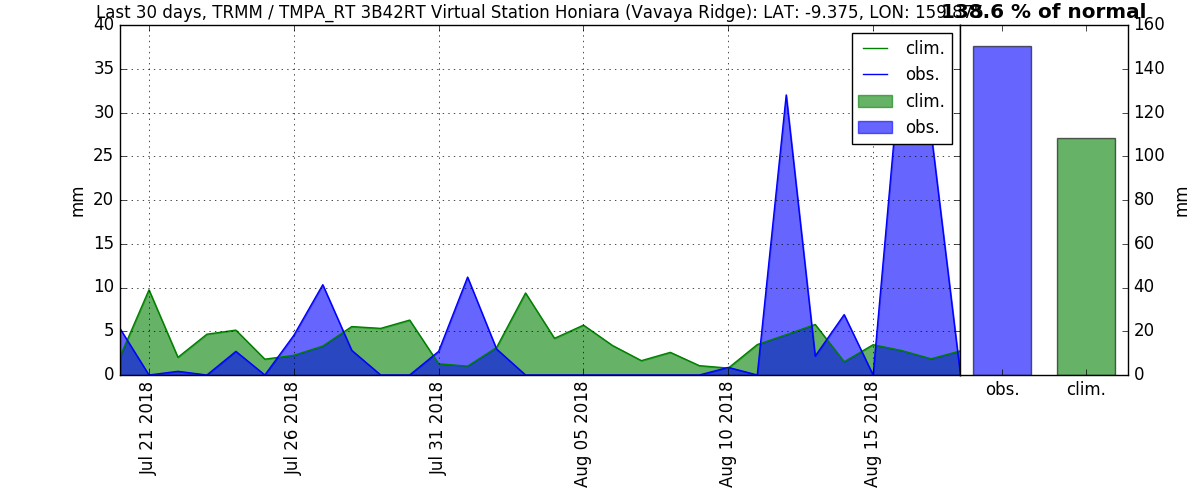 Last 30 days, TRMM / TMPA_RT 3B42RT Virtual Station Honiara (Vavaya Ridge): LAT: -9.375, LON:
138.6 % of normal
40
35
30
25
20
15
10
5
0
mm
clim.
obs.
clim.
obs.
160
140
120
100
80
60
40
20
0
mm
Jul 21 2018
Jul 26 2018
Jul 31 2018
Aug 05 2018
Aug 10 2018
Aug 15 2018
obs.
clim.